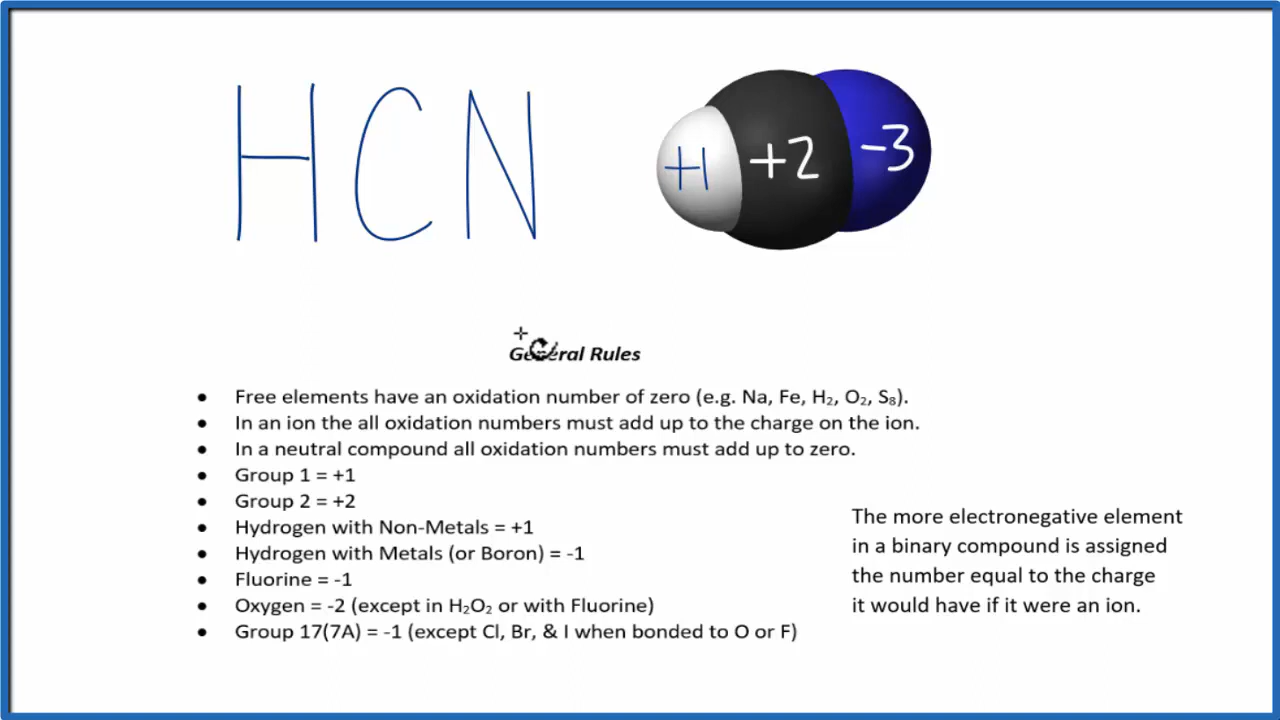 HCN
+1 +2 -3
General Rules
• Free elements have an oxidation number of zero (e.g. Na, Fe, H₂, O₂, S₈).
• In an ion the all oxidation numbers must add up to the charge on the ion.
• In a neutral compound all oxidation numbers must add up to zero.
• Group 1 = +1
• Group 2 = +2
• Hydrogen with Non-Metals = +1
• Hydrogen with Metals (or Boron) = -1
• Fluorine = -1
• Oxygen = -2 (except in H₂O₂ or with Fluorine)
• Group 17(7A) = -1 (except Cl, Br, & I when bonded to O or F)
The more electronegative element
in a binary compound is assigned
the number equal to the charge
it would have if it were an ion.